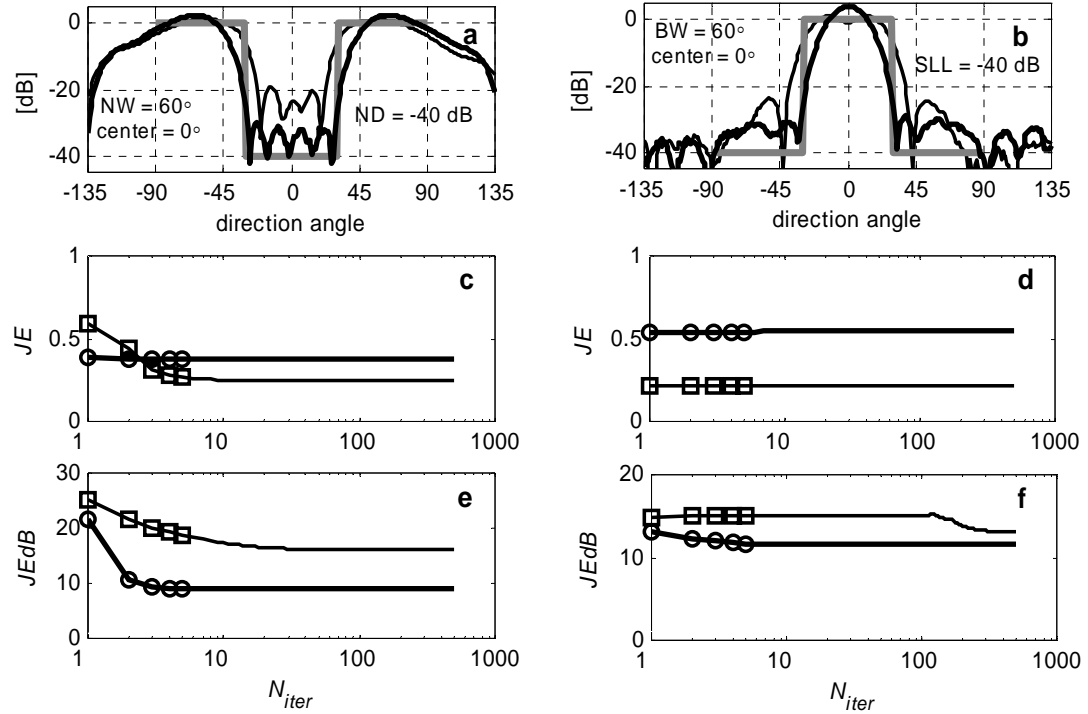 0
-20
-40
[dB]
a
NW = 60°
center = 0°
ND = -40 dB
-135 -90 -45 0 45 90 135
direction angle
0
-20
-40
[dB]
b
BW = 60°
center = 0°
SLL = -40 dB
-135 -90 -45 0 45 90 135
direction angle
1
0.5
0
JE
c
1 10 100 1000
1
0.5
0
JE
d
1 10 100 1000
30
20
10
0
JEdB
e
1 10 100 1000
Niter
20
10
0
JEdB
f
1 10 100 1000
Niter